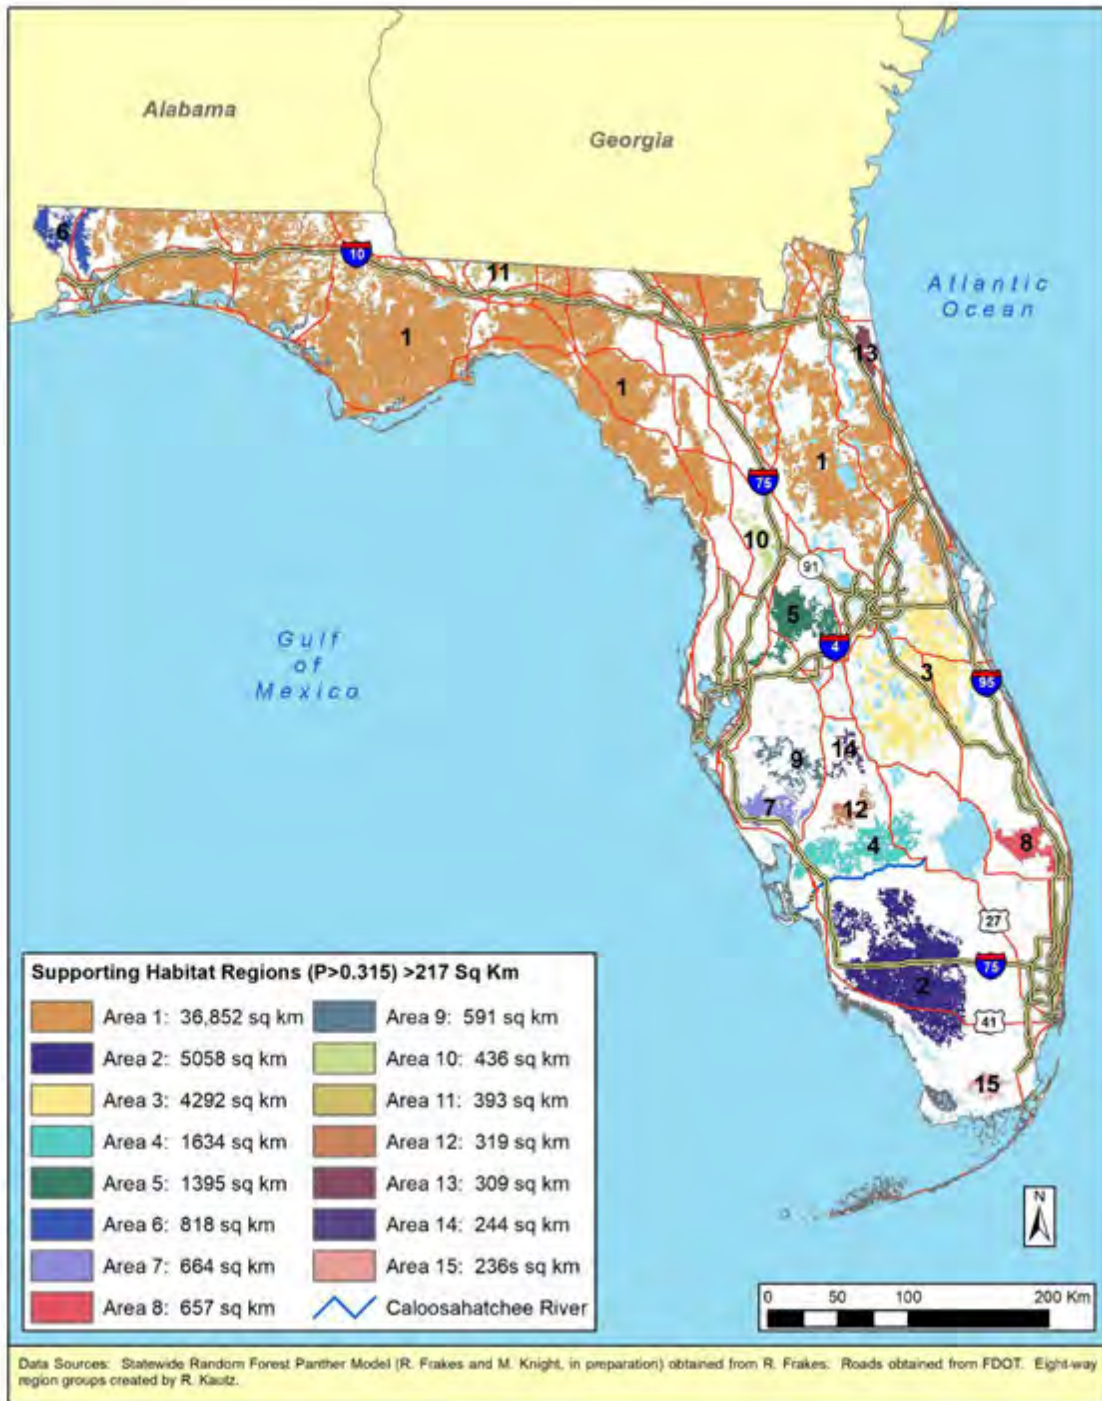 Alabama
Georgia
6
10
11
Atlantic
Ocean
1
13
1
1
75
10
91
5
4
Gulf
of
Mexico
3
95
14
9
7
12
4
8
27
75
2
41
15
Supporting Habitat Regions (P>0.315) >217 Sq Km
Area 1: 36,852 sq km
Area 2: 5058 sq km
Area 3: 4292 sq km
Area 4: 1634 sq km
Area 5: 1395 sq km
Area 6: 818 sq km
Area 7: 664 sq km
Area 8: 657 sq km
Area 9: 591 sq km
Area 10: 436 sq km
Area 11: 393 sq km
Area 12: 319 sq km
Area 13: 309 sq km
Area 14: 244 sq km
Area 15: 236s sq km
Caloosahatchee River
N
0 50 100 200 Km
Data Sources: Statewide Random Forest Panther Model (R. Frakes and M. Knight, in preparation) obtained from R. Frakes. Roads obtained from FDOT. Eight-way
region groups created by R. Kautz.